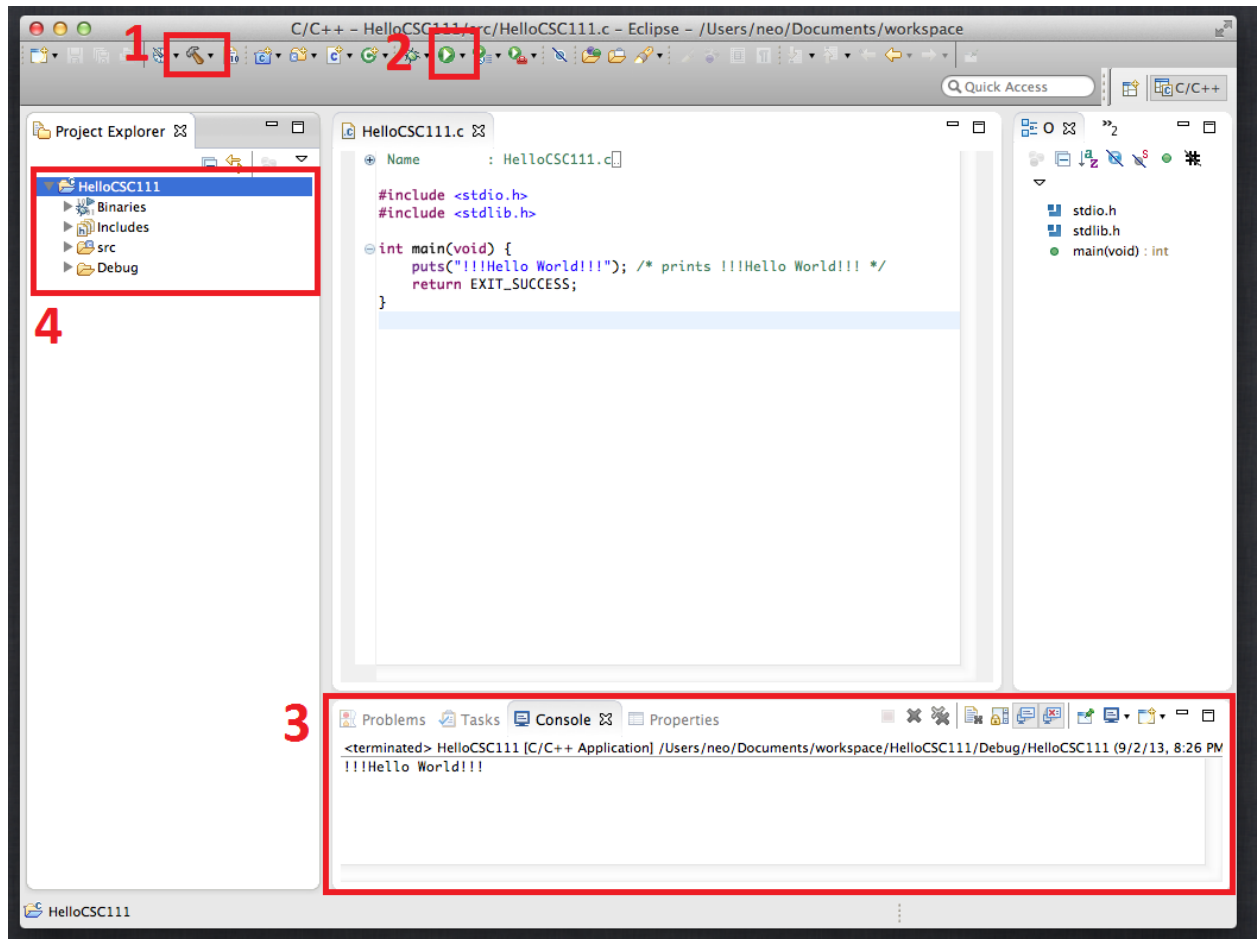 C/C++ – HelloCSC111/src/HelloCSC111.c – Eclipse – /Users/neo/Documents/workspace
1
2
Quick Access
C/C++
Project Explorer
HelloCSC111
Binaries
Includes
src
Debug
4
HelloCSC111.c
Name : HelloCSC111.c
#include <stdio.h>
#include <stdlib.h>
int main(void) {
puts("!!!Hello World!!!"); /* prints !!!Hello World!!! */
return EXIT_SUCCESS;
}
O
»2
stdio.h
stdlib.h
main(void) : int
3
Problems Tasks Console Properties
<terminated> HelloCSC111 [C/C++ Application] /Users/neo/Documents/workspace/HelloCSC111/Debug/HelloCSC111 (9/2/13, 8:26 PM
!!!Hello World!!!
HelloCSC111